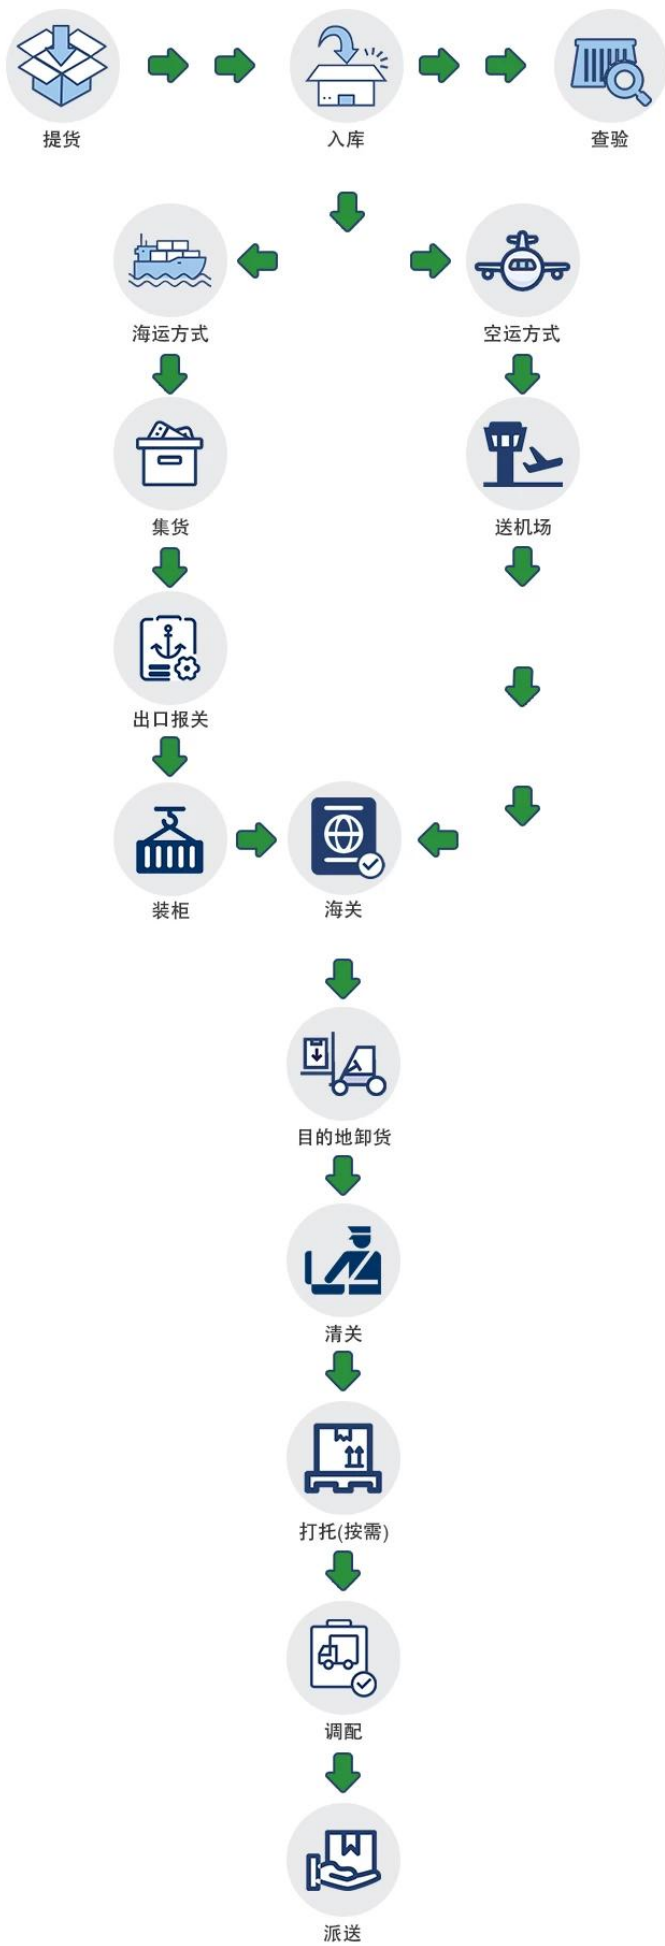 提货
入库
查验
海运方式
空运方式
集货
送机场
出口报关
装柜
海关
目的地卸货
清关
打托(按需)
调配
派送